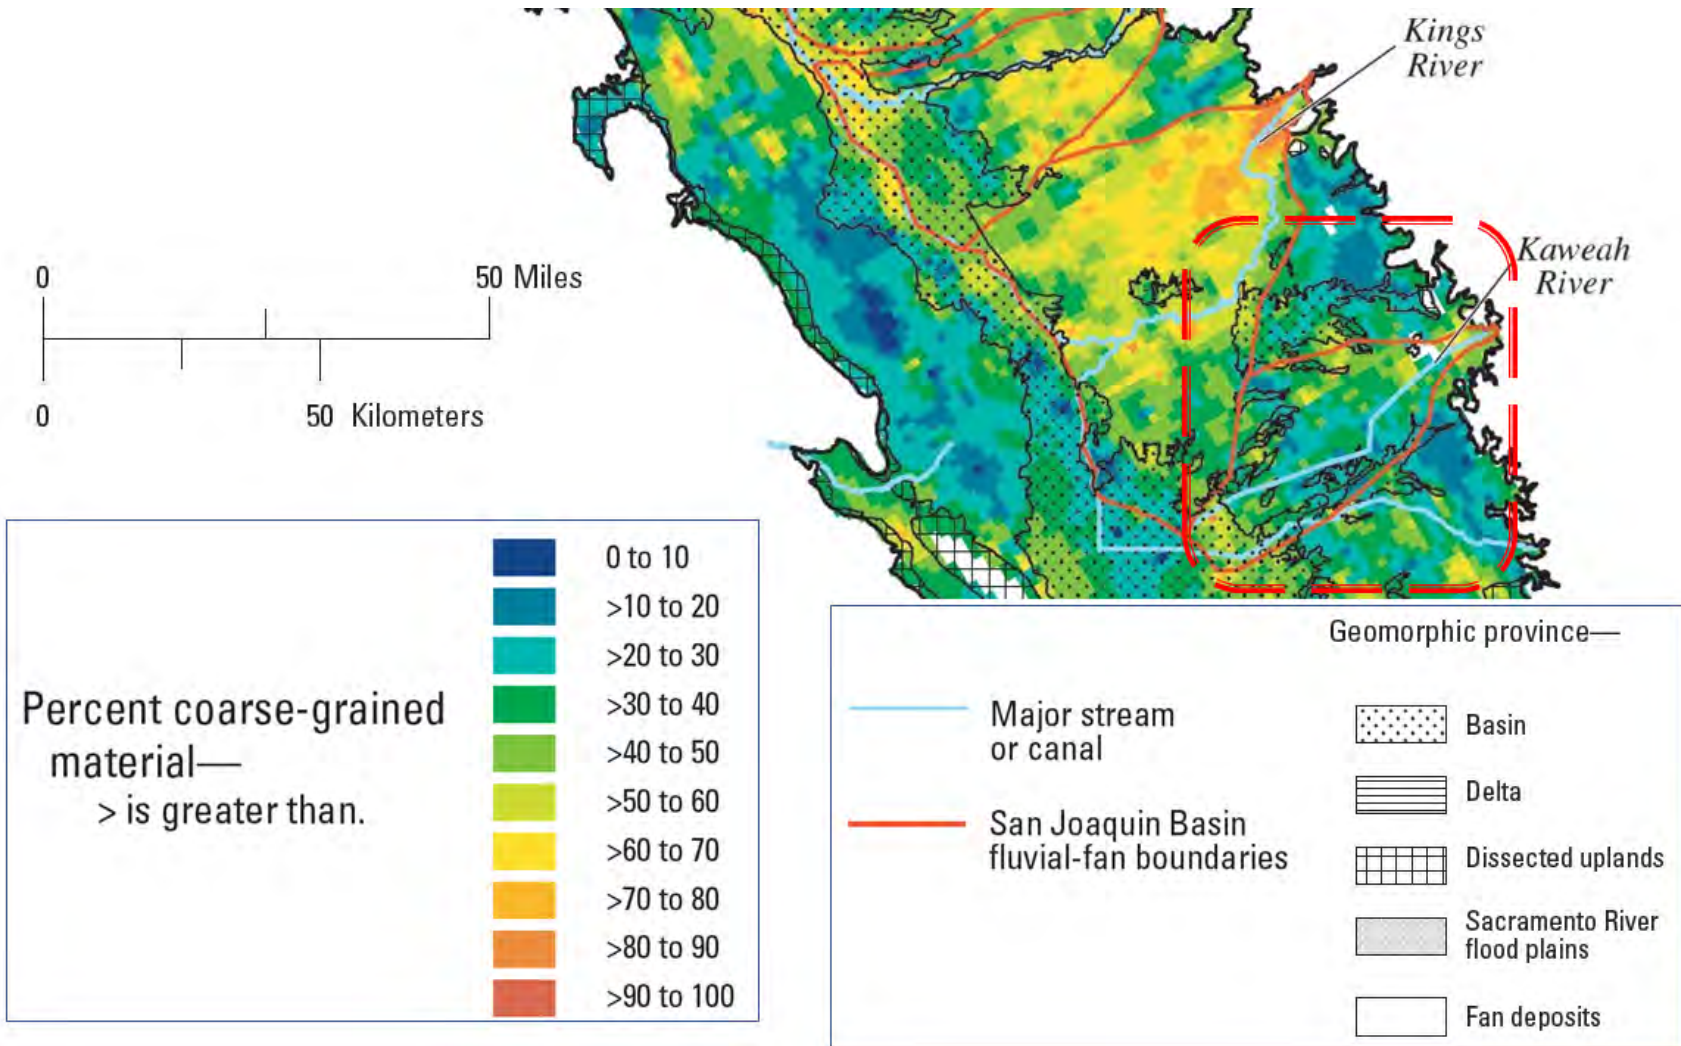 Kings
River
Kaweah
River
0
50 Miles
0
50 Kilometers
Percent coarse-grained
material—
> is greater than.
0 to 10
>10 to 20
>20 to 30
>30 to 40
>40 to 50
>50 to 60
>60 to 70
>70 to 80
>80 to 90
>90 to 100
Major stream
or canal
San Joaquin Basin
fluvial-fan boundaries
Geomorphic province—
Basin
Delta
Dissected uplands
Sacramento River
flood plains
Fan deposits